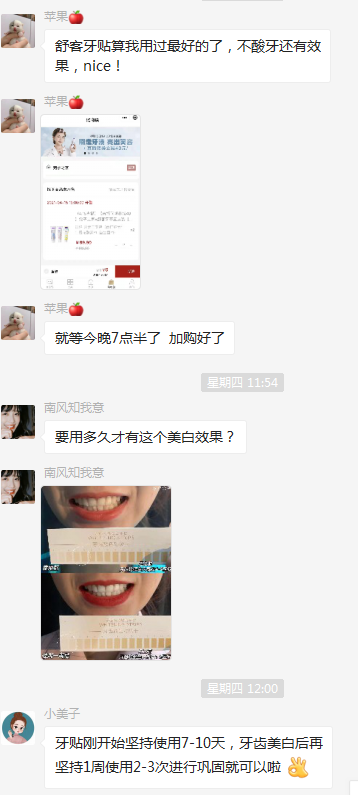 苹果🍎
舒客牙贴算我用过最好的了，不酸牙还有效
果，nice！
苹果🍎
苹果🍎
就等今晚7点半了 加购好了
星期四 11:54
南风知我意
要用多久才有这个美白效果？
南风知我意
星期四 12:00
小美子
牙贴刚开始坚持使用7-10天，牙齿美白后再
坚持1周使用2-3次进行巩固就可以啦 👌